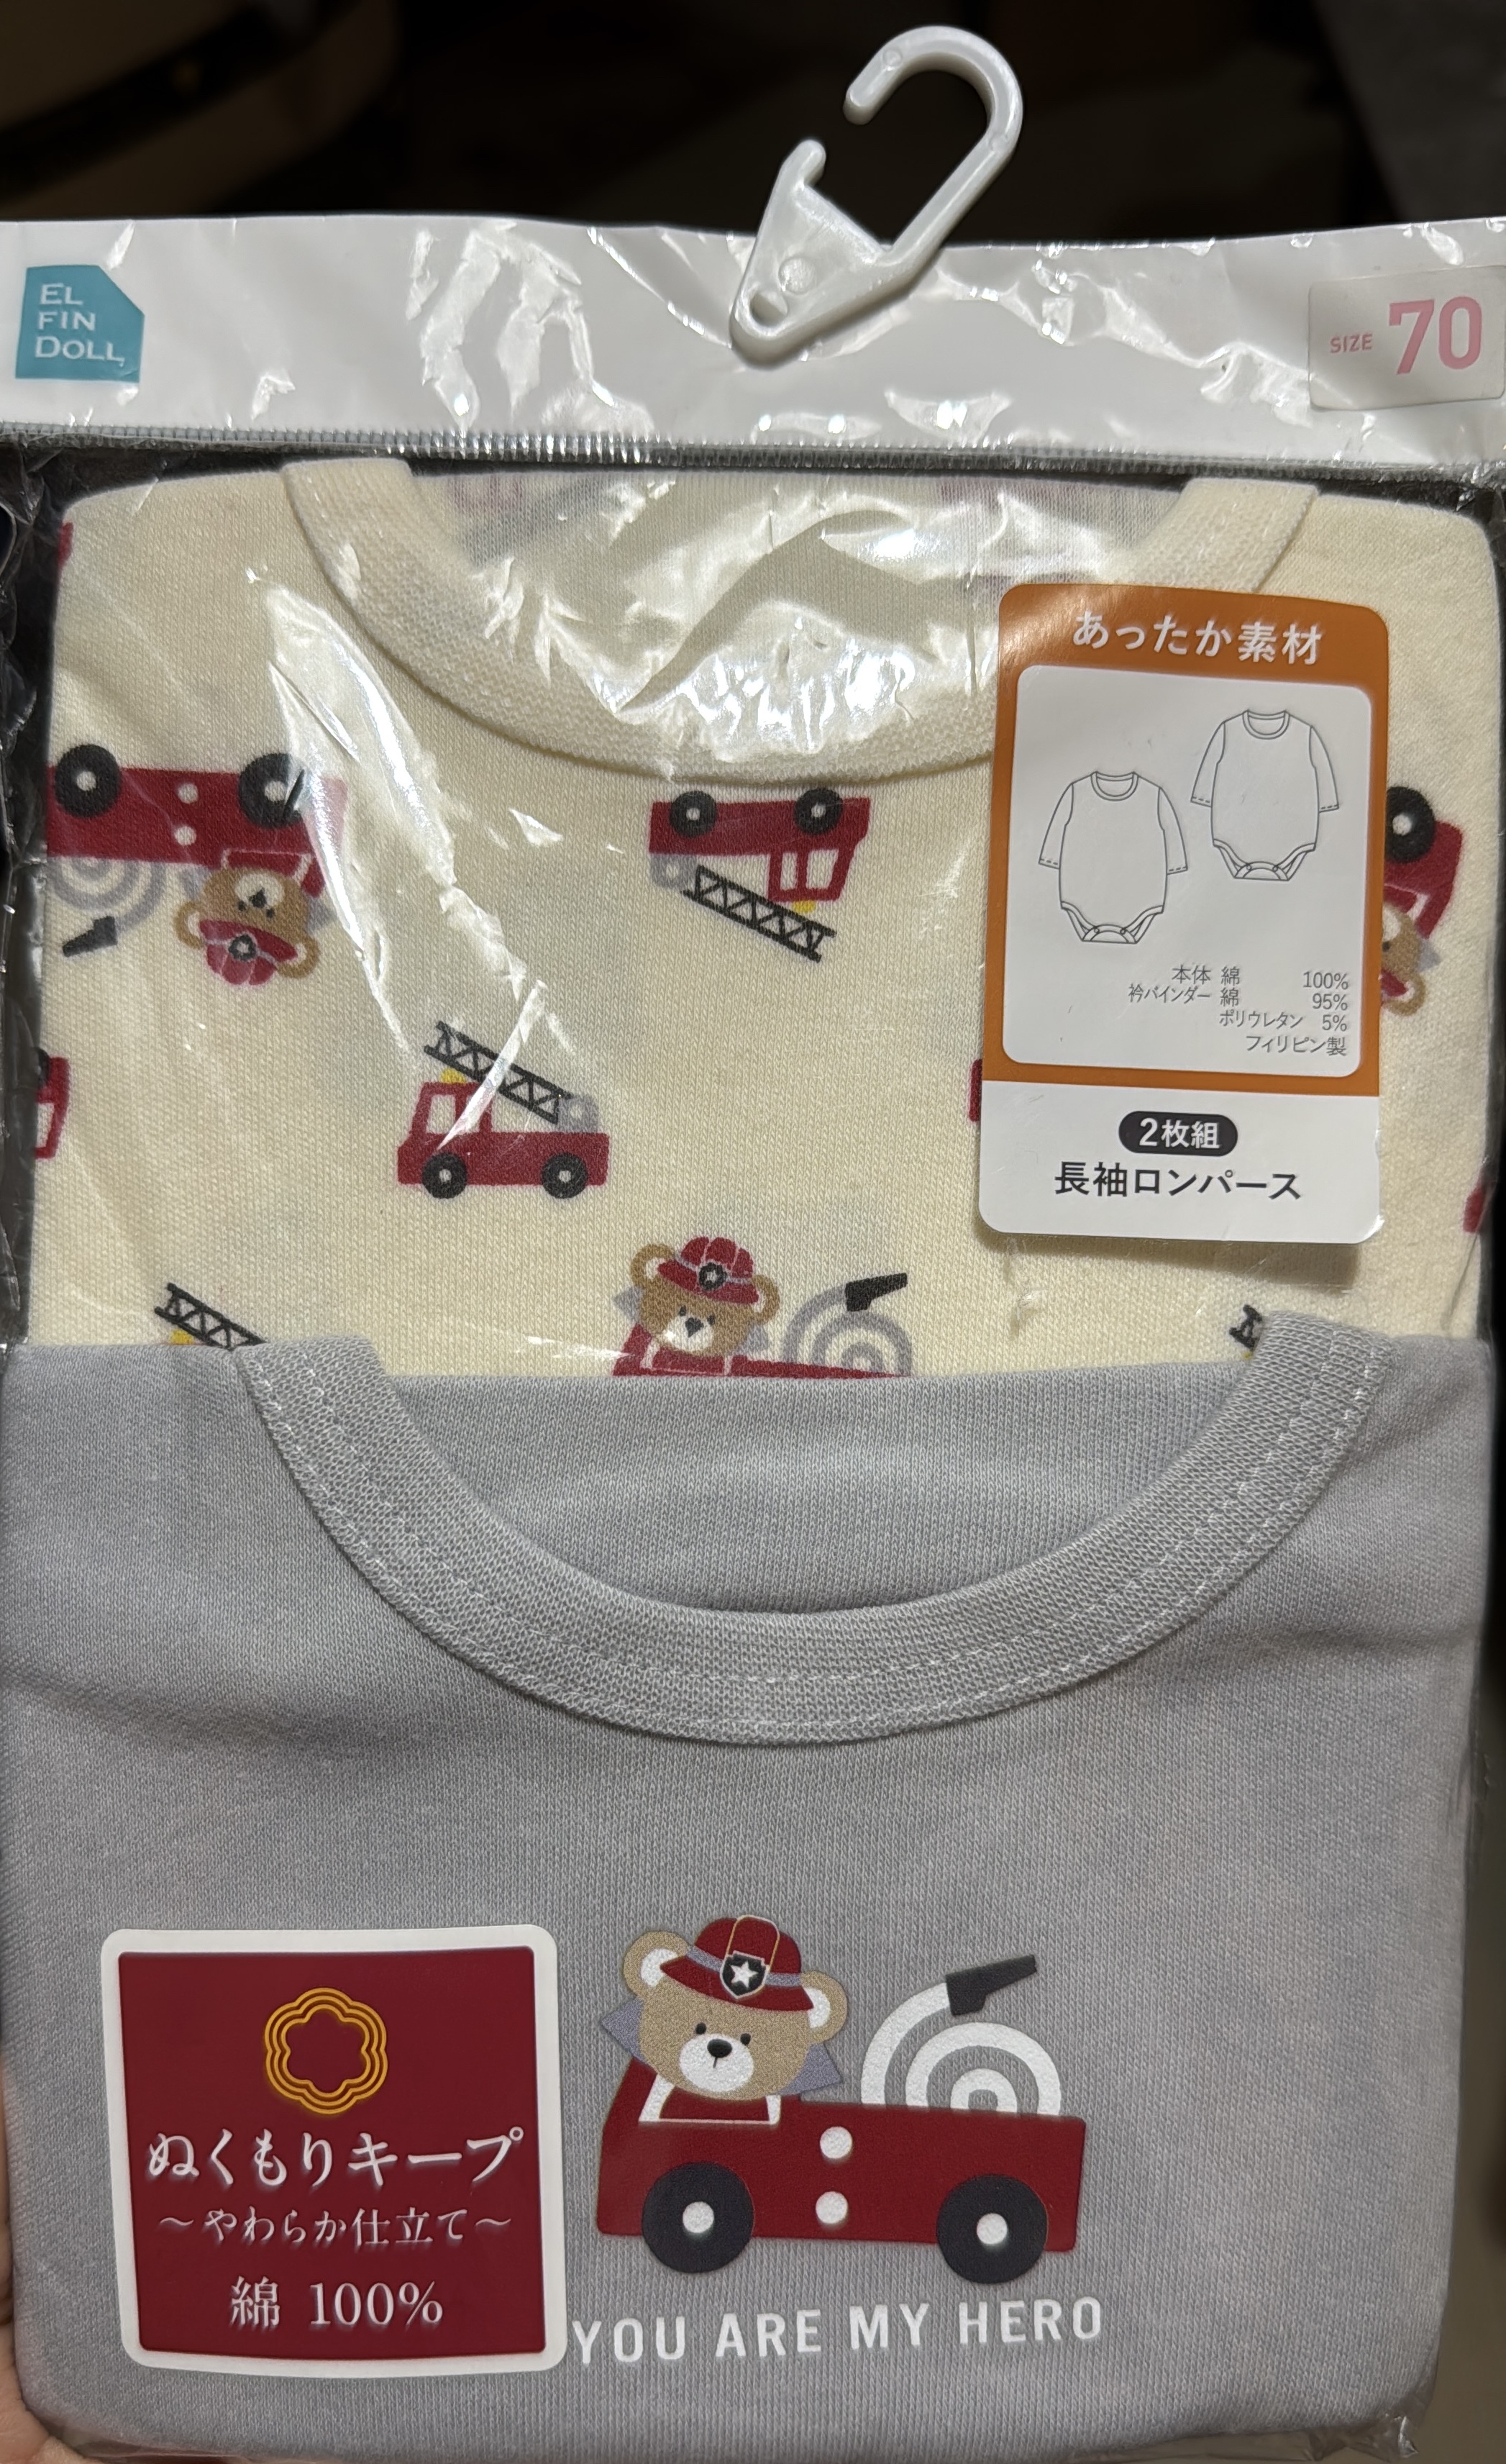 EL
FIN
DOLL
SIZE 70
あったか素材
本体 綿 100%
衿バインダー 綿 95%
ポリウレタン 5%
フィリピン製
2枚組
長袖ロンパース
ぬくもりキープ
～やわらか仕立て～
綿 100%
YOU ARE MY HERO